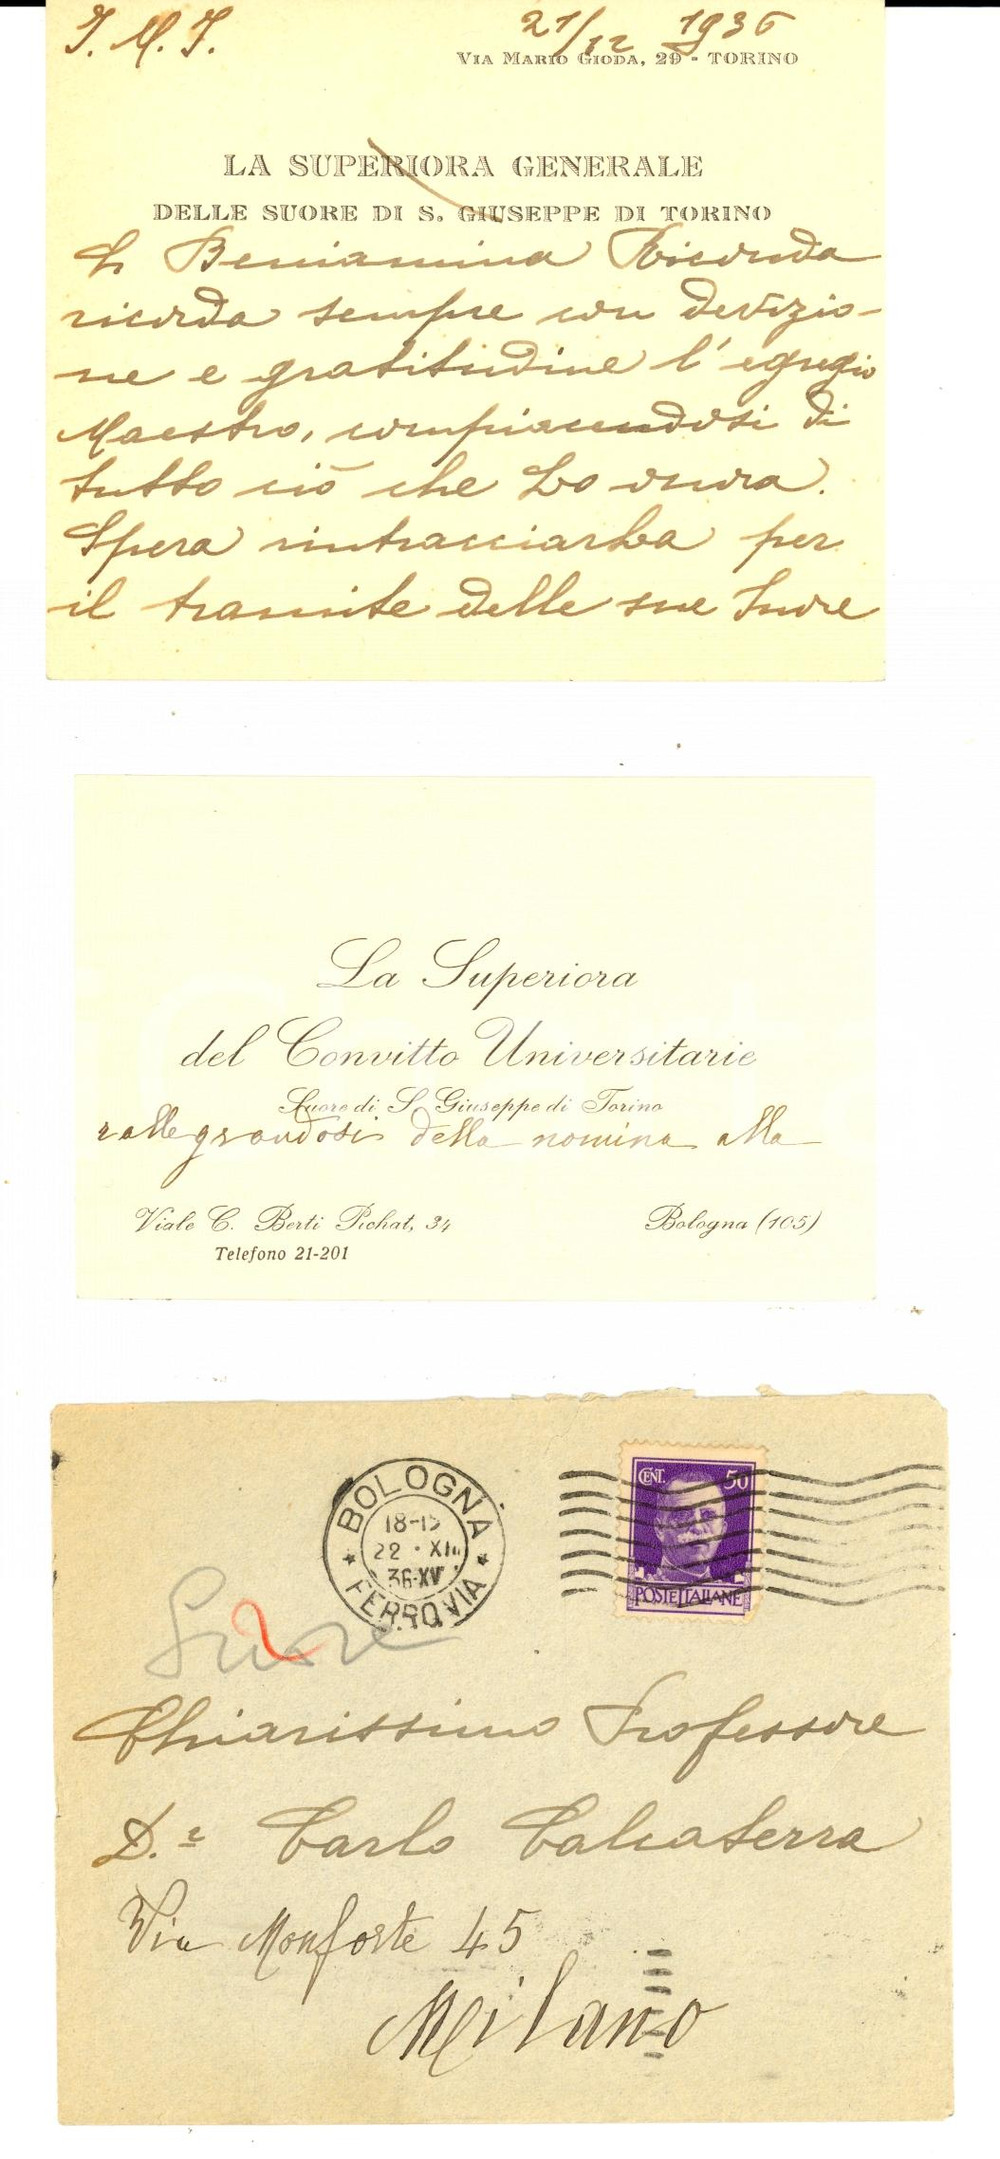 J. M. J.
21/12 1936
VIA MARIO GIODA, 29 - TORINO
LA SUPERIORA GENERALE
DELLE SUORE DI S. GIUSEPPE DI TORINO
Beniamina Ricorda
ricorda sempre con devozio-
ne e gratitudine l'egregio
Maestro, compiacendosi di
tutto ciò che Lo onora.
Spera rintracciarLa per
il tramite delle sue Suore
La Superiora
del Convitto Universitarie
Suore di S. Giuseppe di Torino
rallegrandosi della nomina alla
Viale C. Berti Pichat, 34
Bologna (105)
Telefono 21-201
BOLOGNA
18-19
22 · XII
36-XV
FERROVIA
CENT. 50
POSTE ITALIANE
Suore
2
Chiarissimo Professore
D.r Carlo Calcaterra
Via Monforte 45
Milano